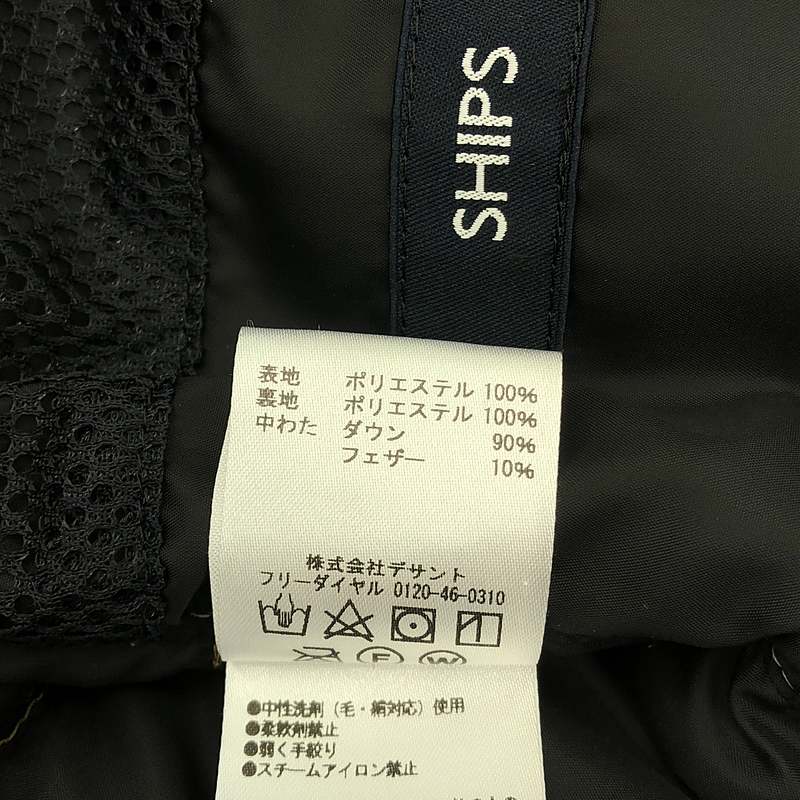 SHIPS
表地 ポリエステル 100%
裏地 ポリエステル 100%
中わた ダウン 90%
フェザー 10%
株式会社デサント
フリーダイヤル 0120-46-0310
F W
●中性洗剤（毛・絹対応）使用
●柔軟剤禁止
●弱く手絞り
●スチームアイロン禁止